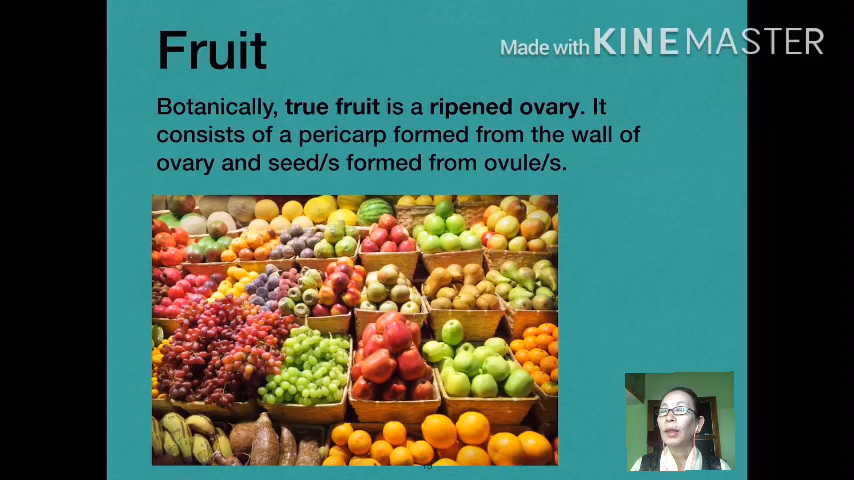 Fruit
Made with KINEMASTER
Botanically, true fruit is a ripened ovary. It
consists of a pericarp formed from the wall of
ovary and seed/s formed from ovule/s.